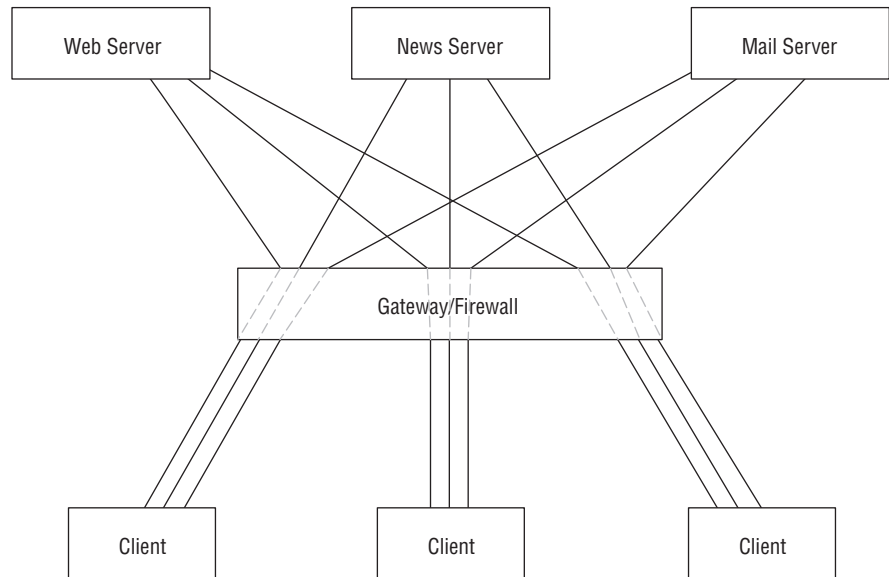 Web Server
News Server
Mail Server
Gateway/Firewall
Client
Client
Client